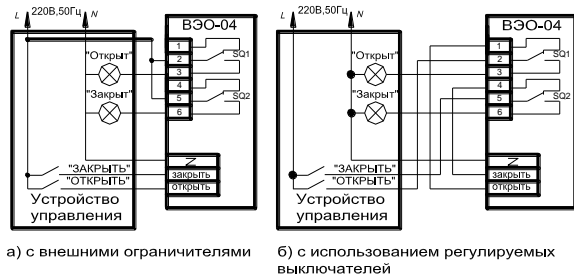 L 220В,50Гц N
ВЭО-04
1
"Открыт"
2
SQ1
3
"Закрыт"
4
5
SQ2
6
N
"ЗАКРЫТЬ"
закрыть
"ОТКРЫТЬ"
открыть
Устройство
управления
а) с внешними ограничителями
L 220В,50Гц N
ВЭО-04
1
"Открыт"
2
SQ1
3
"Закрыт"
4
5
SQ2
6
N
"ЗАКРЫТЬ"
закрыть
"ОТКРЫТЬ"
открыть
Устройство
управления
б) с использованием регулируемых
выключателей